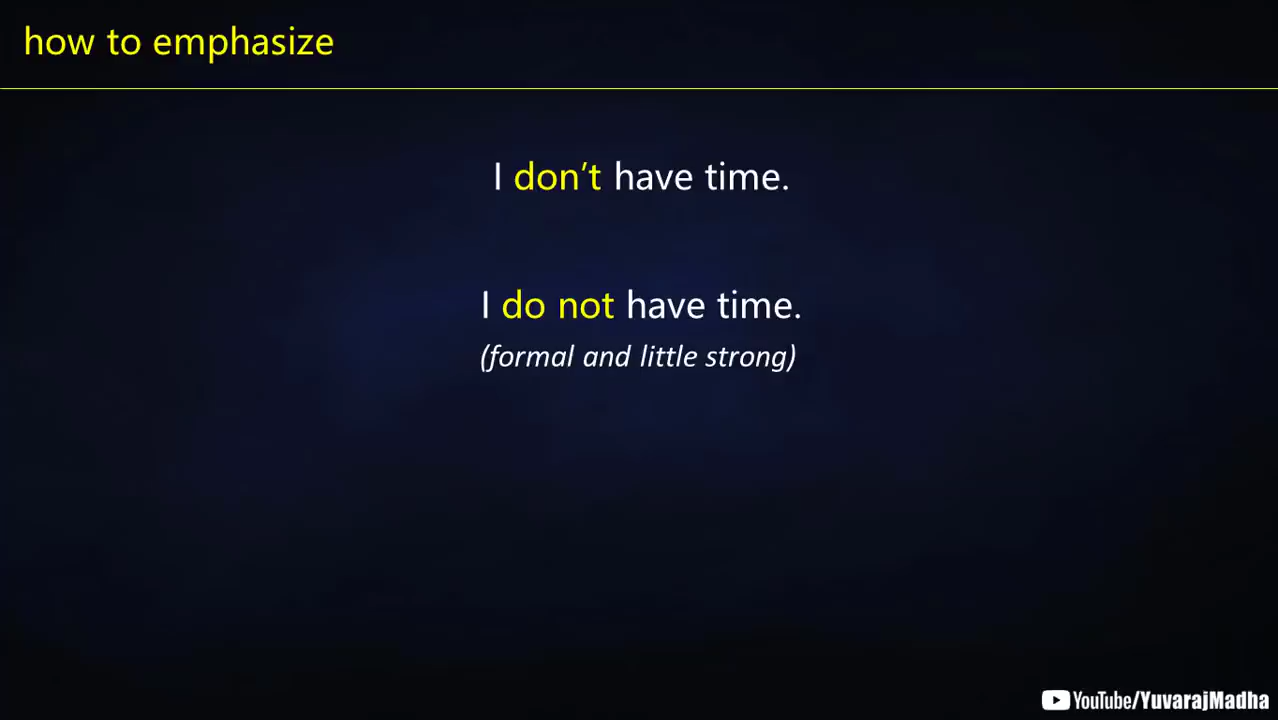 how to emphasize
I don’t have time.
I do not have time.
(formal and little strong)
YouTube/YuvarajMadha